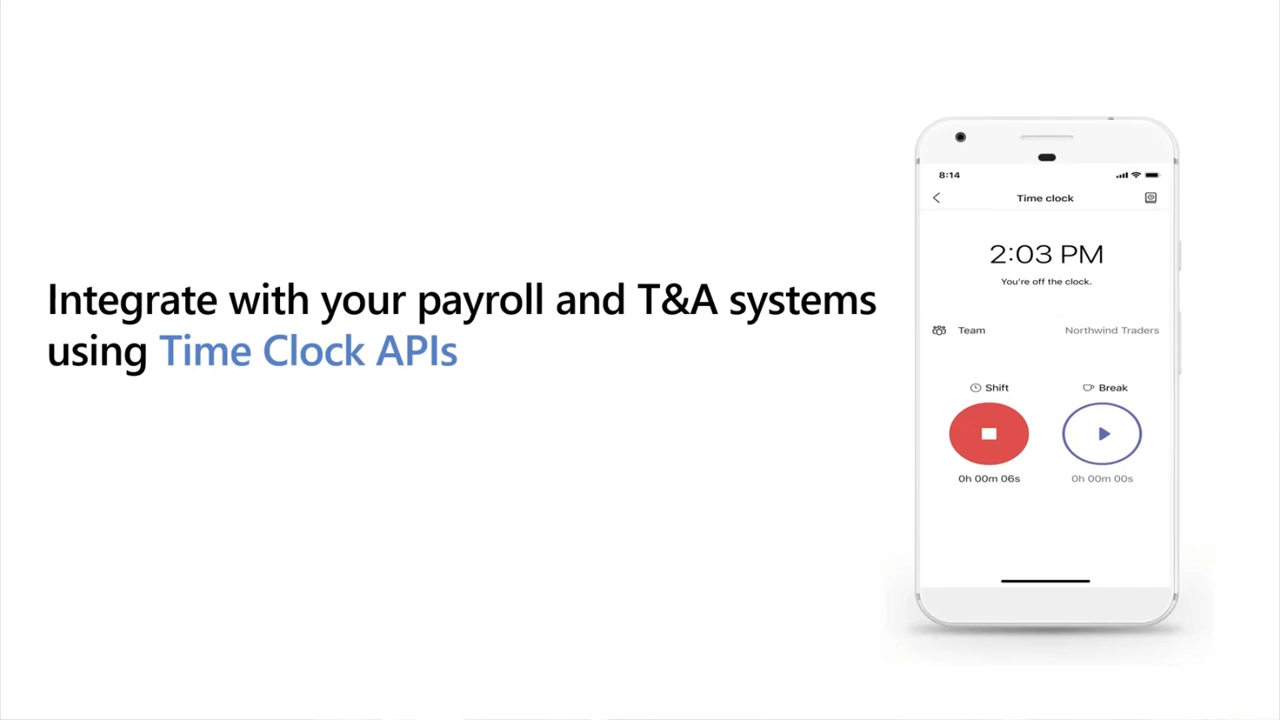 Integrate with your payroll and T&A systems
using Time Clock APIs
8:14
Time clock
2:03 PM
You're off the clock.
Team Northwind Traders
Shift Break
0h 00m 06s 0h 00m 00s